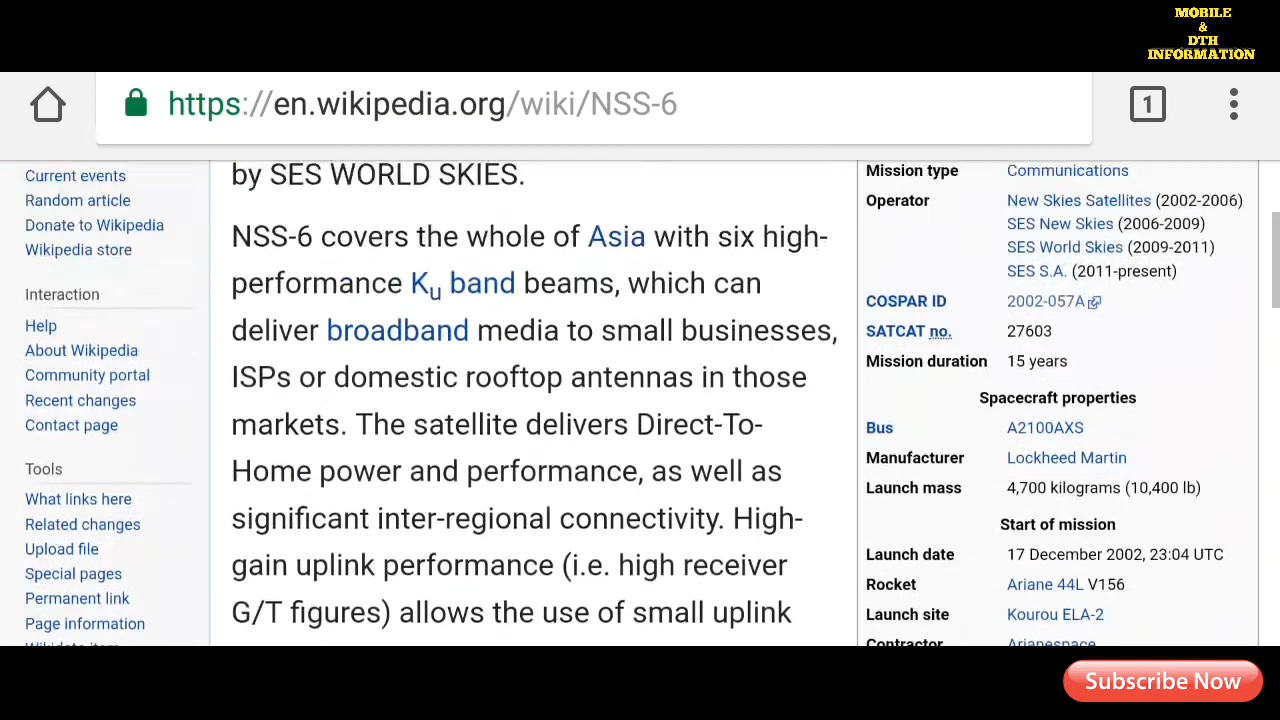 MOBILE
&
DTH
INFORMATION
https://en.wikipedia.org/wiki/NSS-6
1
Current events
Random article
Donate to Wikipedia
Wikipedia store
Interaction
Help
About Wikipedia
Community portal
Recent changes
Contact page
Tools
What links here
Related changes
Upload file
Special pages
Permanent link
Page information
Wikidata item
by SES WORLD SKIES.
NSS-6 covers the whole of Asia with six high-
performance Ku band beams, which can
deliver broadband media to small businesses,
ISPs or domestic rooftop antennas in those
markets. The satellite delivers Direct-To-
Home power and performance, as well as
significant inter-regional connectivity. High-
gain uplink performance (i.e. high receiver
G/T figures) allows the use of small uplink
Mission type Communications
Operator New Skies Satellites (2002-2006)
SES New Skies (2006-2009)
SES World Skies (2009-2011)
SES S.A. (2011-present)
COSPAR ID 2002-057A
SATCAT no. 27603
Mission duration 15 years
Spacecraft properties
Bus A2100AXS
Manufacturer Lockheed Martin
Launch mass 4,700 kilograms (10,400 lb)
Start of mission
Launch date 17 December 2002, 23:04 UTC
Rocket Ariane 44L V156
Launch site Kourou ELA-2
Contractor Arianespace
Subscribe Now